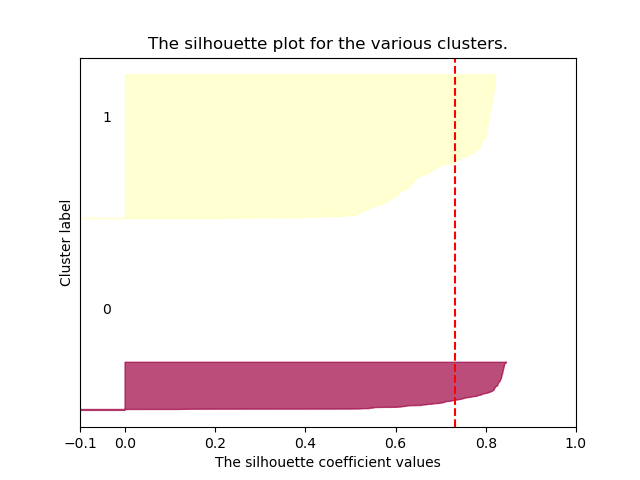 The silhouette plot for the various clusters.
Cluster label
1
0
−0.1 0.0 0.2 0.4 0.6 0.8 1.0
The silhouette coefficient values